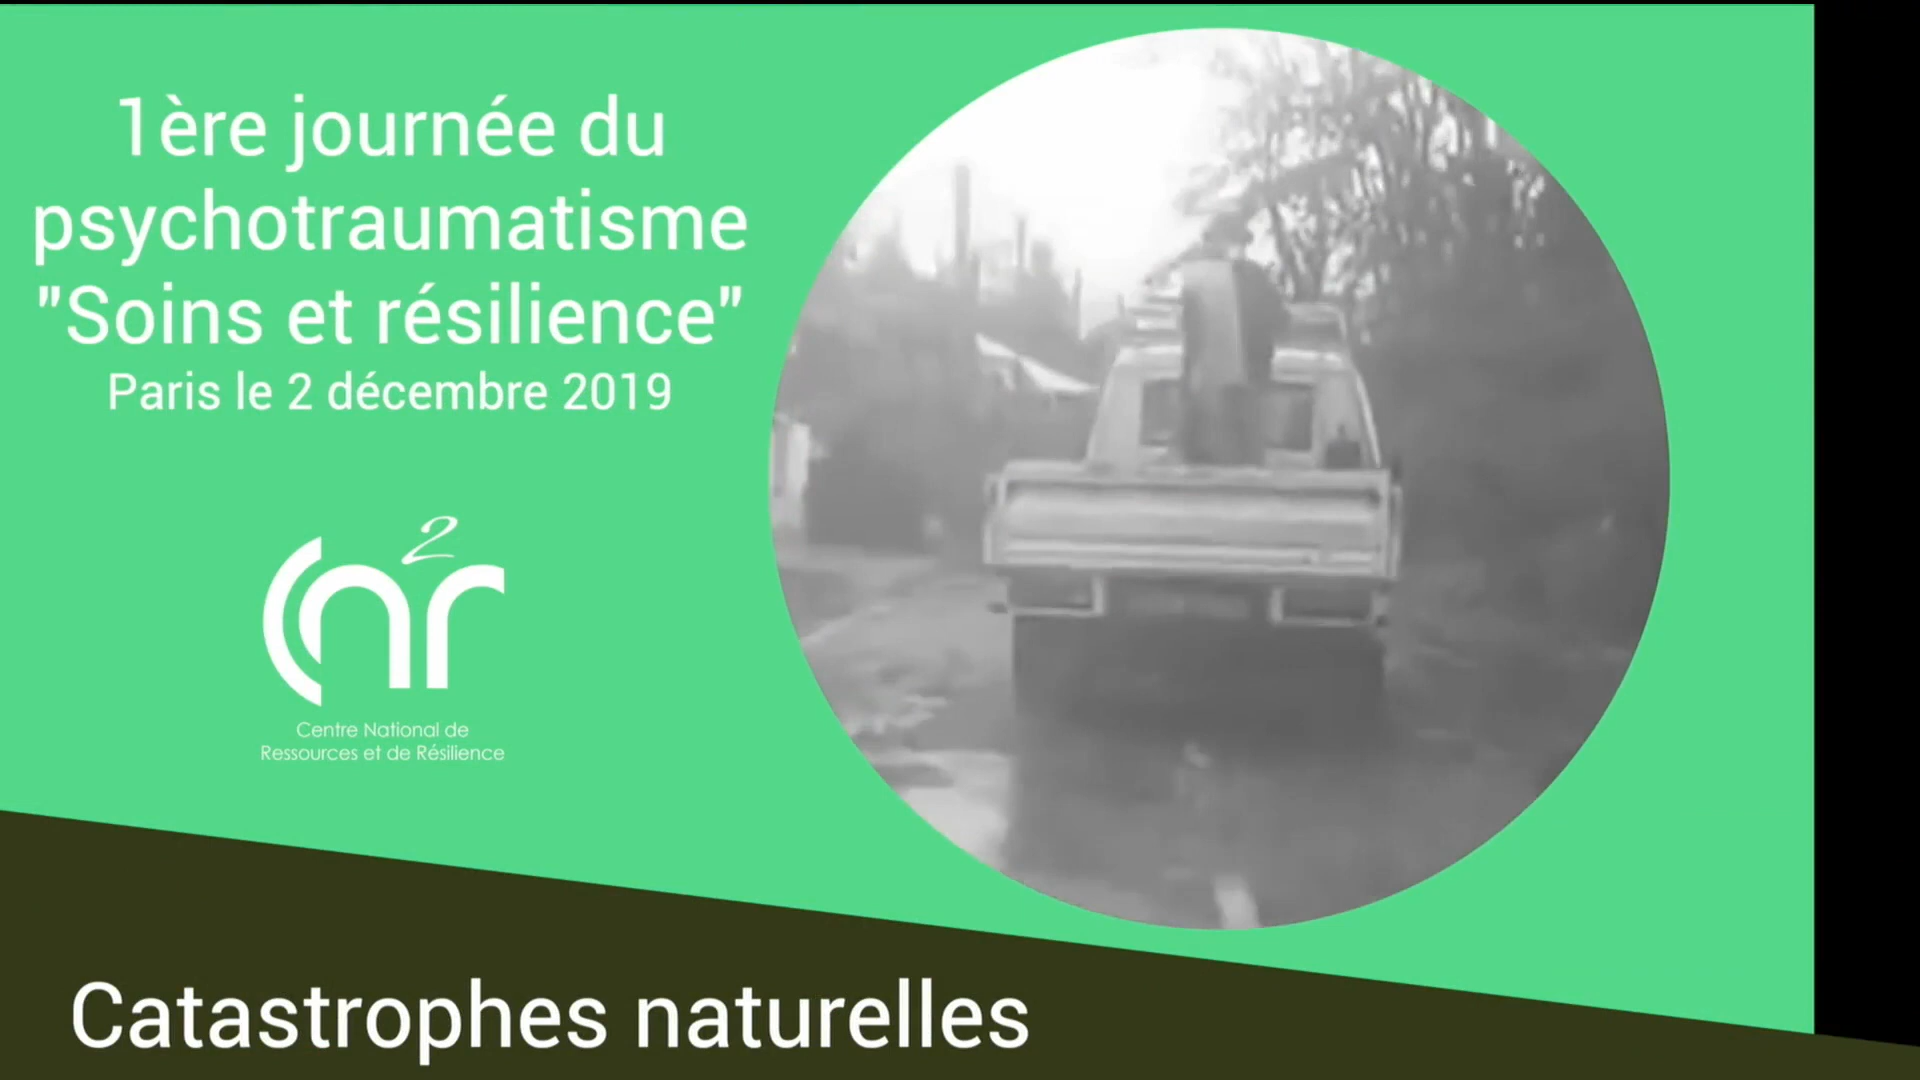 1ère journée du
psychotraumatisme
"Soins et résilience"
Paris le 2 décembre 2019
cn2r
Centre National de
Ressources et de Résilience
Catastrophes naturelles